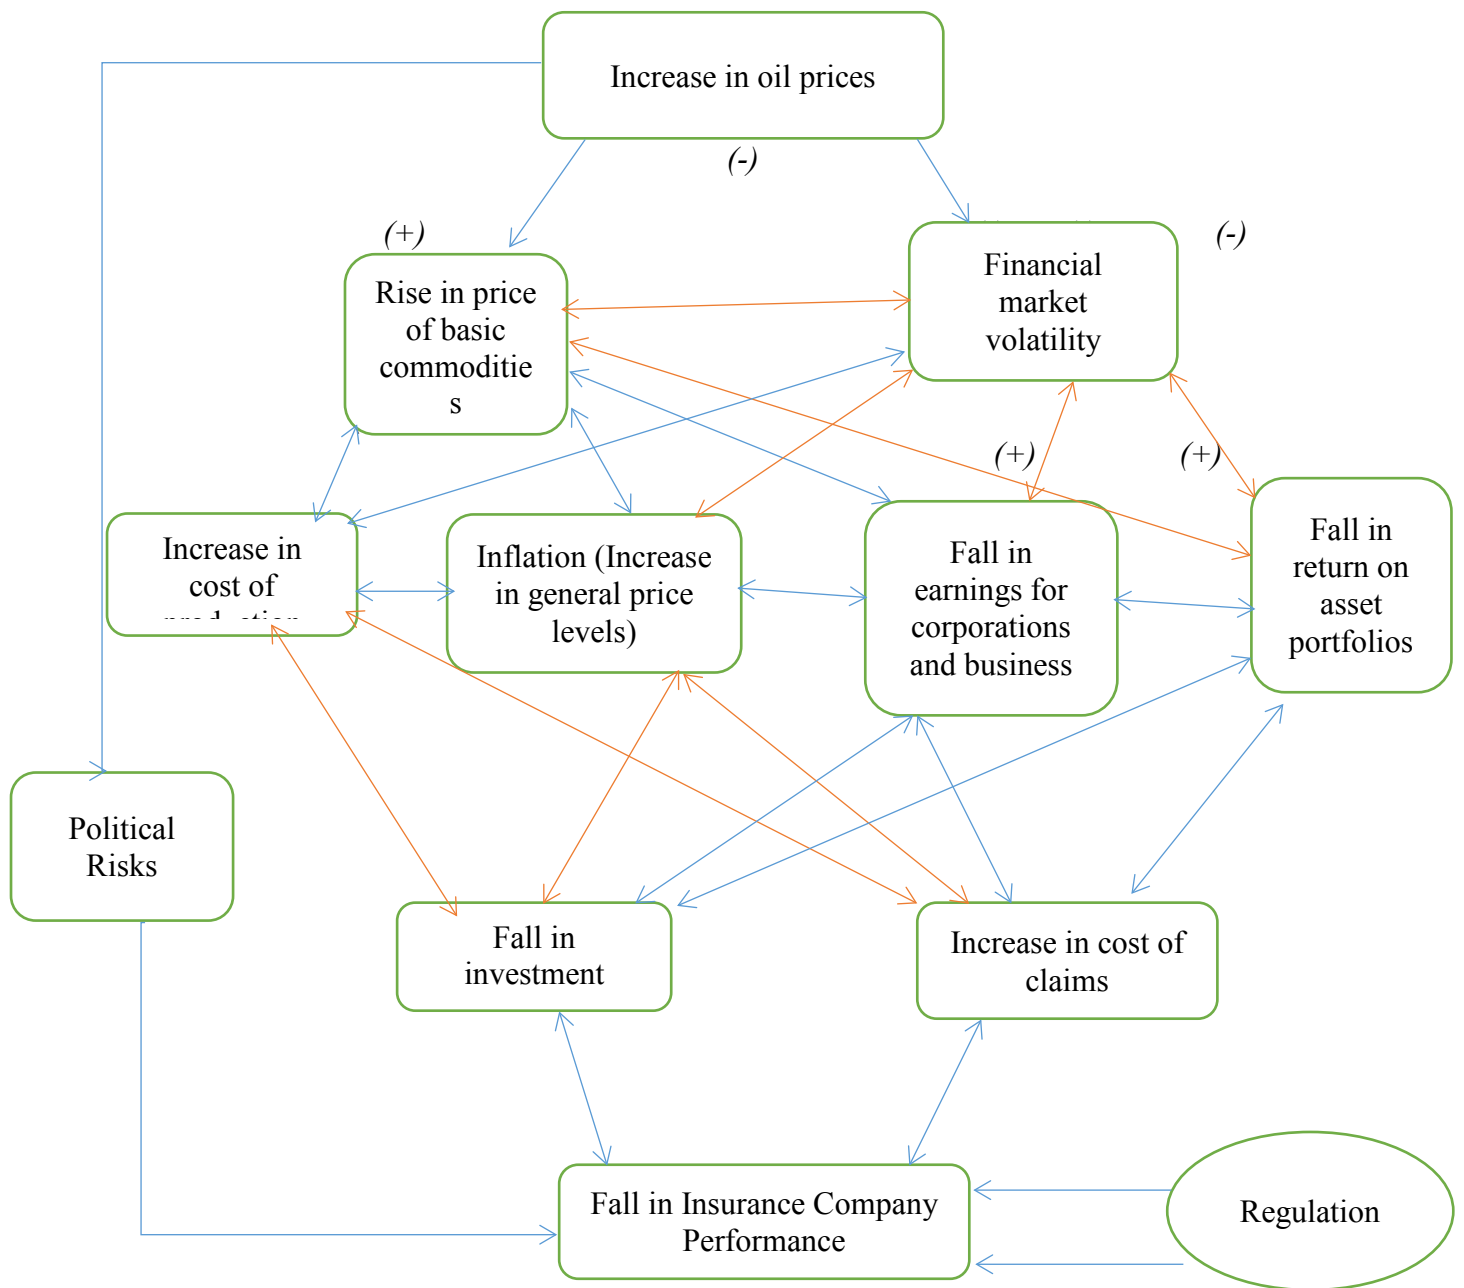 Increase in oil prices
(-)
(+)
(-)
Rise in price
of basic
commoditie
s
Financial
market
volatility
(+)
(+)
Increase in
cost of
Inflation (Increase
in general price
levels)
Fall in
earnings for
corporations
and business
Fall in
return on
asset
portfolios
Political
Risks
Fall in
investment
Increase in cost of
claims
Fall in Insurance Company
Performance
Regulation